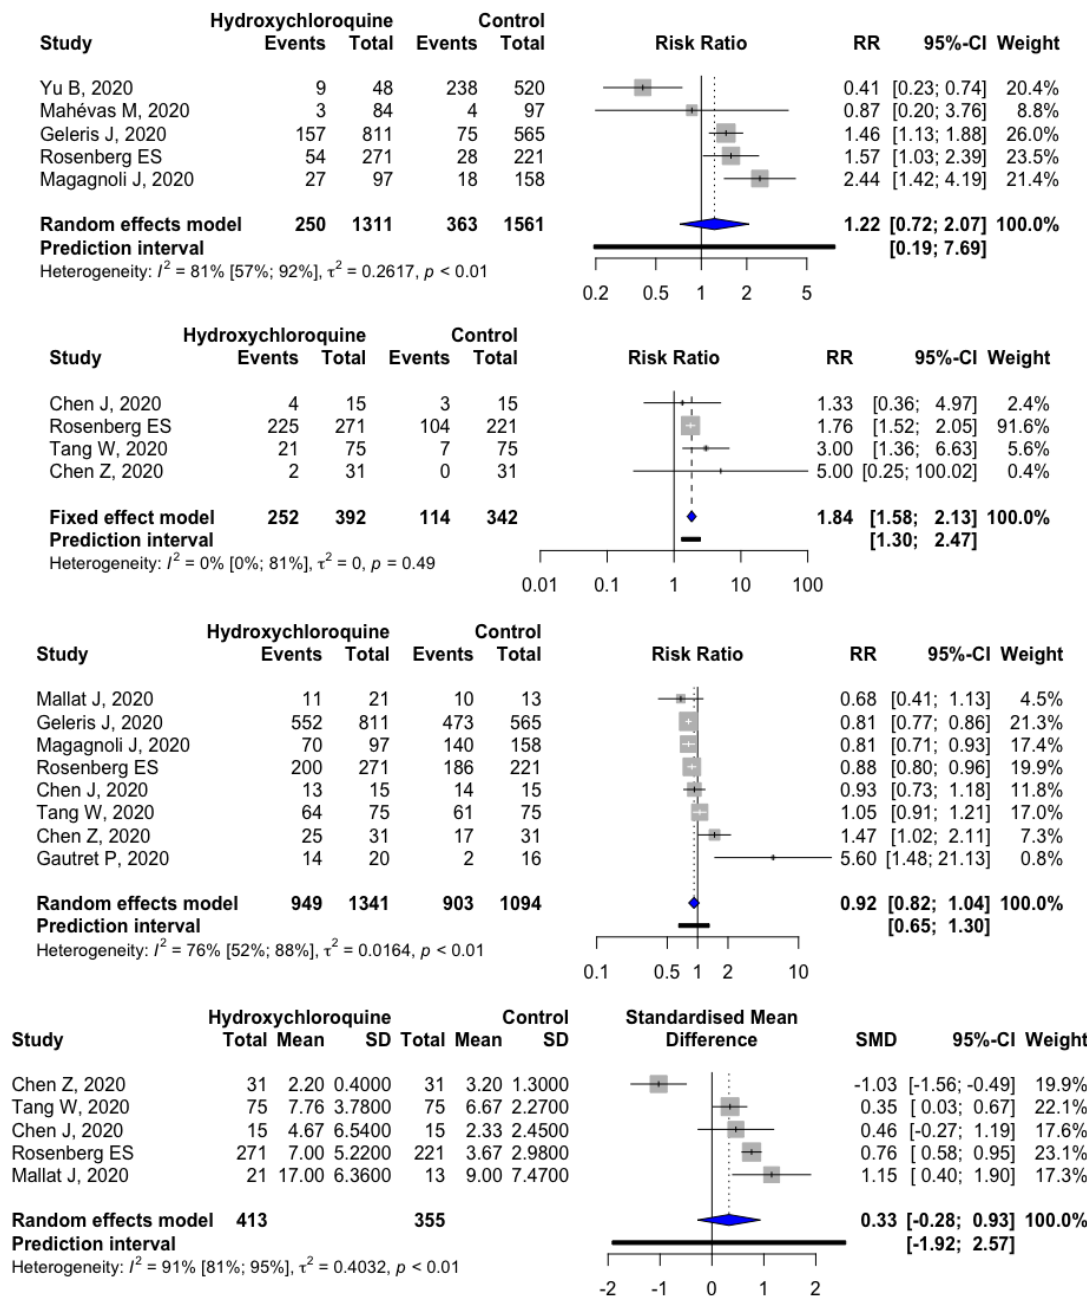 Hydroxychloroquine Control
Study Events Total Events Total Risk Ratio RR 95%-CI Weight
Yu B, 2020 9 48 238 520 0.41 [0.23; 0.74] 20.4%
Mahévas M, 2020 3 84 4 97 0.87 [0.20; 3.76] 8.8%
Geleris J, 2020 157 811 75 565 1.46 [1.13; 1.88] 26.0%
Rosenberg ES 54 271 28 221 1.57 [1.03; 2.39] 23.5%
Magagnoli J, 2020 27 97 18 158 2.44 [1.42; 4.19] 21.4%
Random effects model 250 1311 363 1561 1.22 [0.72; 2.07] 100.0%
Prediction interval [0.19; 7.69]
Heterogeneity: I² = 81% [57%; 92%], τ² = 0.2617, p < 0.01
0.2 0.5 1 2 5
Hydroxychloroquine Control
Study Events Total Events Total Risk Ratio RR 95%-CI Weight
Chen J, 2020 4 15 3 15 1.33 [0.36; 4.97] 2.4%
Rosenberg ES 225 271 104 221 1.76 [1.52; 2.05] 91.6%
Tang W, 2020 21 75 7 75 3.00 [1.36; 6.63] 5.6%
Chen Z, 2020 2 31 0 31 5.00 [0.25; 100.02] 0.4%
Fixed effect model 252 392 114 342 1.84 [1.58; 2.13] 100.0%
Prediction interval [1.30; 2.47]
Heterogeneity: I² = 0% [0%; 81%], τ² = 0, p = 0.49
0.01 0.1 1 10 100
Hydroxychloroquine Control
Study Events Total Events Total Risk Ratio RR 95%-CI Weight
Mallat J, 2020 11 21 10 13 0.68 [0.41; 1.13] 4.5%
Geleris J, 2020 552 811 473 565 0.81 [0.77; 0.86] 21.3%
Magagnoli J, 2020 70 97 140 158 0.81 [0.71; 0.93] 17.4%
Rosenberg ES 200 271 186 221 0.88 [0.80; 0.96] 19.9%
Chen J, 2020 13 15 14 15 0.93 [0.73; 1.18] 11.8%
Tang W, 2020 64 75 61 75 1.05 [0.91; 1.21] 17.0%
Chen Z, 2020 25 31 17 31 1.47 [1.02; 2.11] 7.3%
Gautret P, 2020 14 20 2 16 5.60 [1.48; 21.13] 0.8%
Random effects model 949 1341 903 1094 0.92 [0.82; 1.04] 100.0%
Prediction interval [0.65; 1.30]
Heterogeneity: I² = 76% [52%; 88%], τ² = 0.0164, p < 0.01
0.1 0.5 1 2 10
Hydroxychloroquine Control Standardised Mean
Study Total Mean SD Total Mean SD Difference SMD 95%-CI Weight
Chen Z, 2020 31 2.20 0.4000 31 3.20 1.3000 -1.03 [-1.56; -0.49] 19.9%
Tang W, 2020 75 7.76 3.7800 75 6.67 2.2700 0.35 [ 0.03; 0.67] 22.1%
Chen J, 2020 15 4.67 6.5400 15 2.33 2.4500 0.46 [-0.27; 1.19] 17.6%
Rosenberg ES 271 7.00 5.2200 221 3.67 2.9800 0.76 [ 0.58; 0.95] 23.1%
Mallat J, 2020 21 17.00 6.3600 13 9.00 7.4700 1.15 [ 0.40; 1.90] 17.3%
Random effects model 413 355 0.33 [-0.28; 0.93] 100.0%
Prediction interval [-1.92; 2.57]
Heterogeneity: I² = 91% [81%; 95%], τ² = 0.4032, p < 0.01
-2 -1 0 1 2